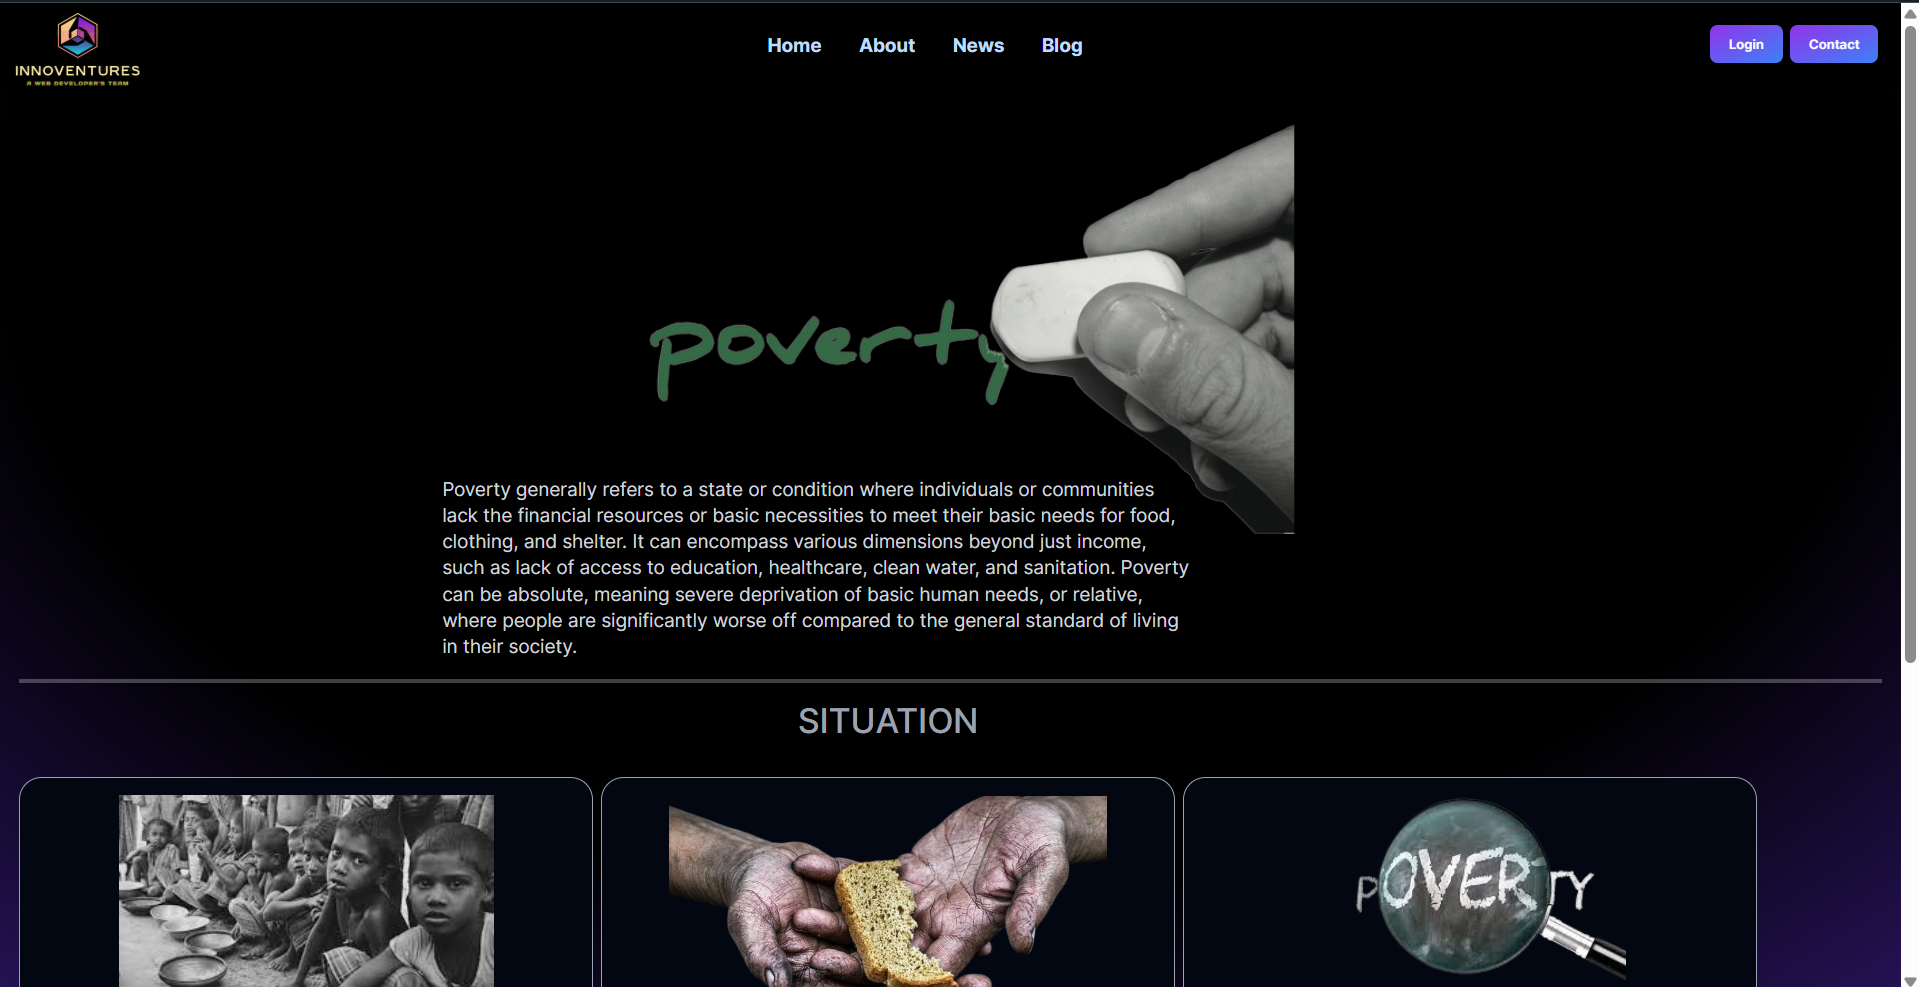 INNOVENTURES
A WEB DEVELOPER'S TEAM
Home About News Blog
Login Contact
poverty
Poverty generally refers to a state or condition where individuals or communities
lack the financial resources or basic necessities to meet their basic needs for food,
clothing, and shelter. It can encompass various dimensions beyond just income,
such as lack of access to education, healthcare, clean water, and sanitation. Poverty
can be absolute, meaning severe deprivation of basic human needs, or relative,
where people are significantly worse off compared to the general standard of living
in their society.
SITUATION
POVERTY